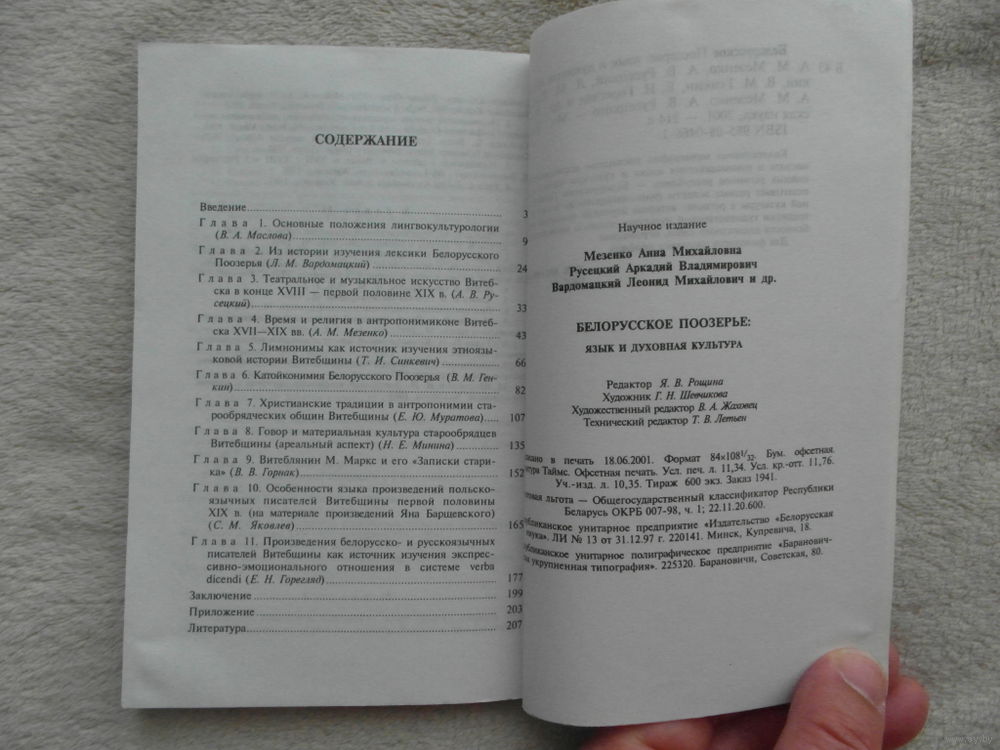 СОДЕРЖАНИЕ
Введение 3
Глава 1. Основные положения лингвокультурологии
(В. А. Маслова) 9
Глава 2. Из истории изучения лексики Белорусского
Поозерья (Л. М. Вардомацкий) 24
Глава 3. Театральное и музыкальное искусство Витеб-
ска в конце XVIII — первой половине XIX в. (А. В. Ру-
сецкий) 33
Глава 4. Время и религия в антропонимиконе Витеб-
ска XVII—XIX вв. (А. М. Мезенко) 43
Глава 5. Лимнонимы как источник изучения этноязы-
ковой истории Витебщины (Т. И. Синкевич) 66
Глава 6. Катойконимия Белорусского Поозерья (В. М. Ген-
кин) 82
Глава 7. Христианские традиции в антропонимии ста-
рообрядческих общин Витебщины (Е. Ю. Муратова) 107
Глава 8. Говор и материальная культура старообрядцев
Витебщины (ареальный аспект) (Н. Е. Минина) 135
Глава 9. Витеблянин М. Маркс и его «Записки стари-
ка» (В. В. Горнак) 152
Глава 10. Особенности языка произведений польско-
язычных писателей Витебщины первой половины
XIX в. (на материале произведений Яна Барщевского)
(С. М. Яковлев) 165
Глава 11. Произведения белорусско- и русскоязычных
писателей Витебщины как источник изучения экспрес-
сивно-эмоционального отношения в системе verba
dicendi (Е. Н. Горегляд) 177
Заключение 199
Приложение 203
Литература 207
Научное издание
Мезенко Анна Михайловна
Русецкий Аркадий Владимирович
Вардомацкий Леонид Михайлович и др.
БЕЛОРУССКОЕ ПООЗЕРЬЕ:
ЯЗЫК И ДУХОВНАЯ КУЛЬТУРА
Редактор Я. В. Рощина
Художник Г. Н. Шевчикова
Художественный редактор В. А. Жаховец
Технический редактор Т. В. Летьен
в печать 18.06.2001. Формат 84×108 1/32. Бум. офсетная.
Таймс. Офсетная печать. Усл. печ. л. 11,34. Усл. кр.-отт. 11,76.
Уч.-изд. л. 10,35. Тираж 600 экз. Заказ 1941.
льгота — Общегосударственный классификатор Республики
Беларусь ОКРБ 007-98, ч. 1; 22.11.20.600.
унитарное предприятие «Издательство «Белорусская
ЛИ № 13 от 31.12.97 г. 220141. Минск, Купревича, 18.
унитарное полиграфическое предприятие «Баранович-
укрупненная типография». 225320. Барановичи, Советская, 80.